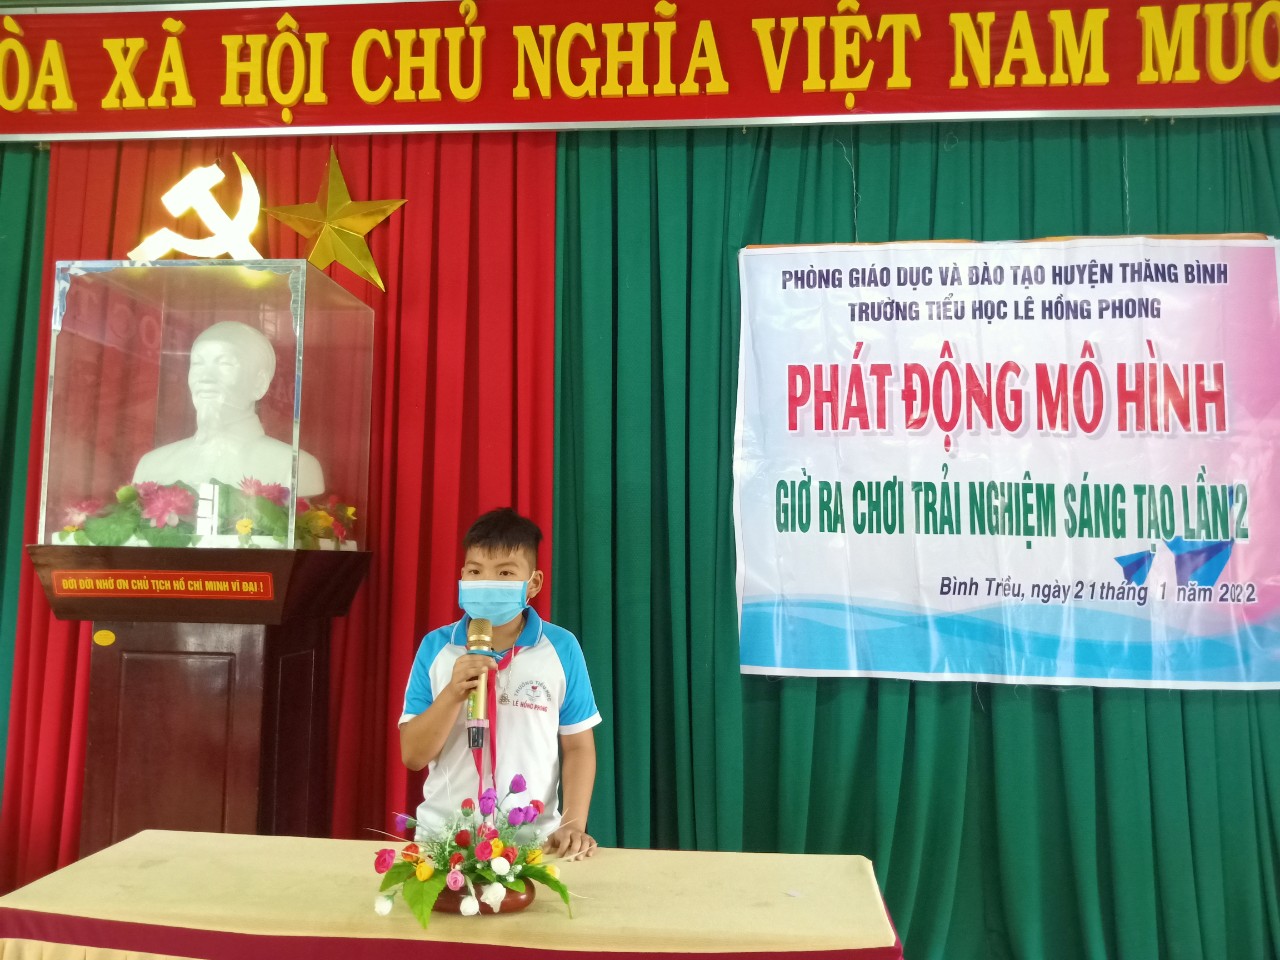 ÒA XÃ HỘI CHỦ NGHĨA VIỆT NAM MUÔ
PHÒNG GIÁO DỤC VÀ ĐÀO TẠO HUYỆN THĂNG BÌNH
TRƯỜNG TIỂU HỌC LÊ HỒNG PHONG
PHÁT ĐỘNG MÔ HÌNH
GIỜ RA CHƠI TRẢI NGHIỆM SÁNG TẠO LẦN 2
Bình Triều, ngày 21 tháng 1 năm 2022
ĐỜI ĐỜI NHỚ ƠN CHỦ TỊCH HỒ CHÍ MINH VĨ ĐẠI !
TRƯỜNG TIỂU HỌC
LÊ HỒNG PHONG